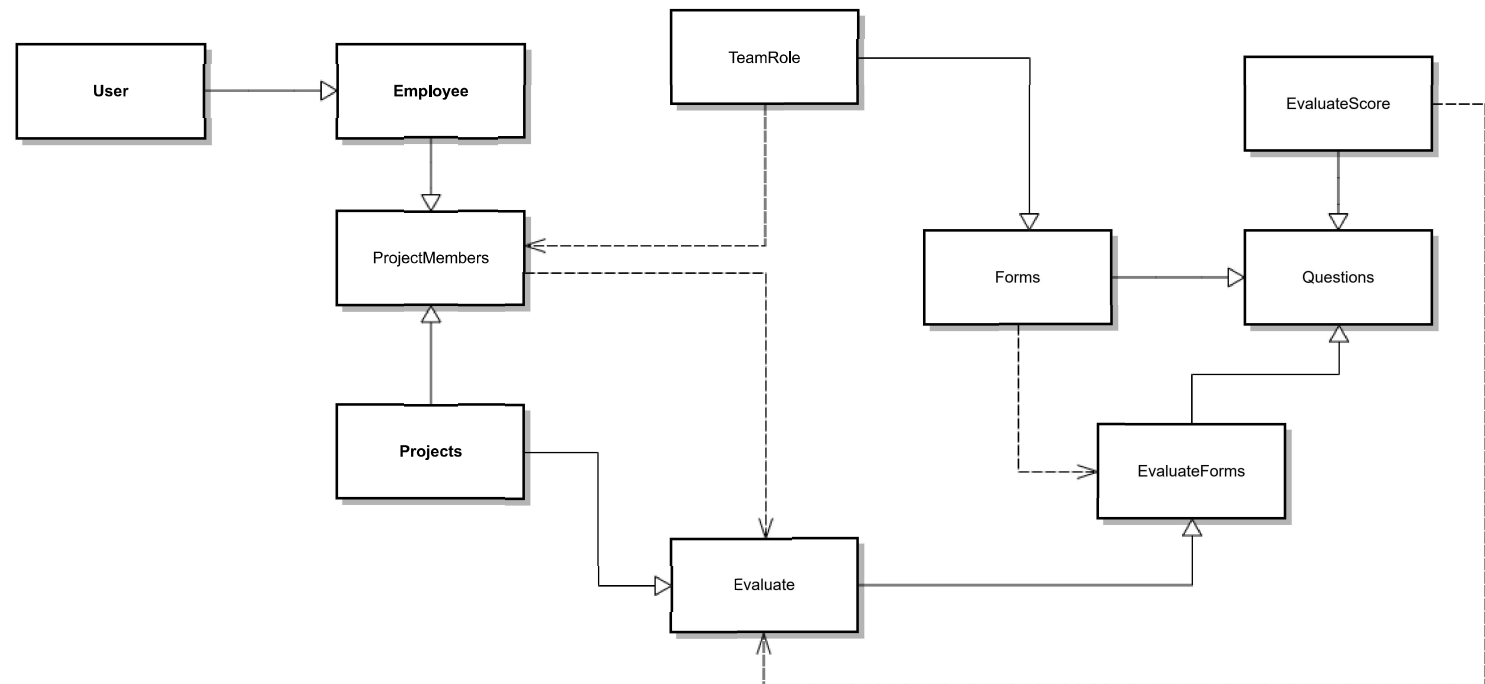 TeamRole
User
Employee
EvaluateScore
ProjectMembers
Forms
Questions
Projects
EvaluateForms
Evaluate